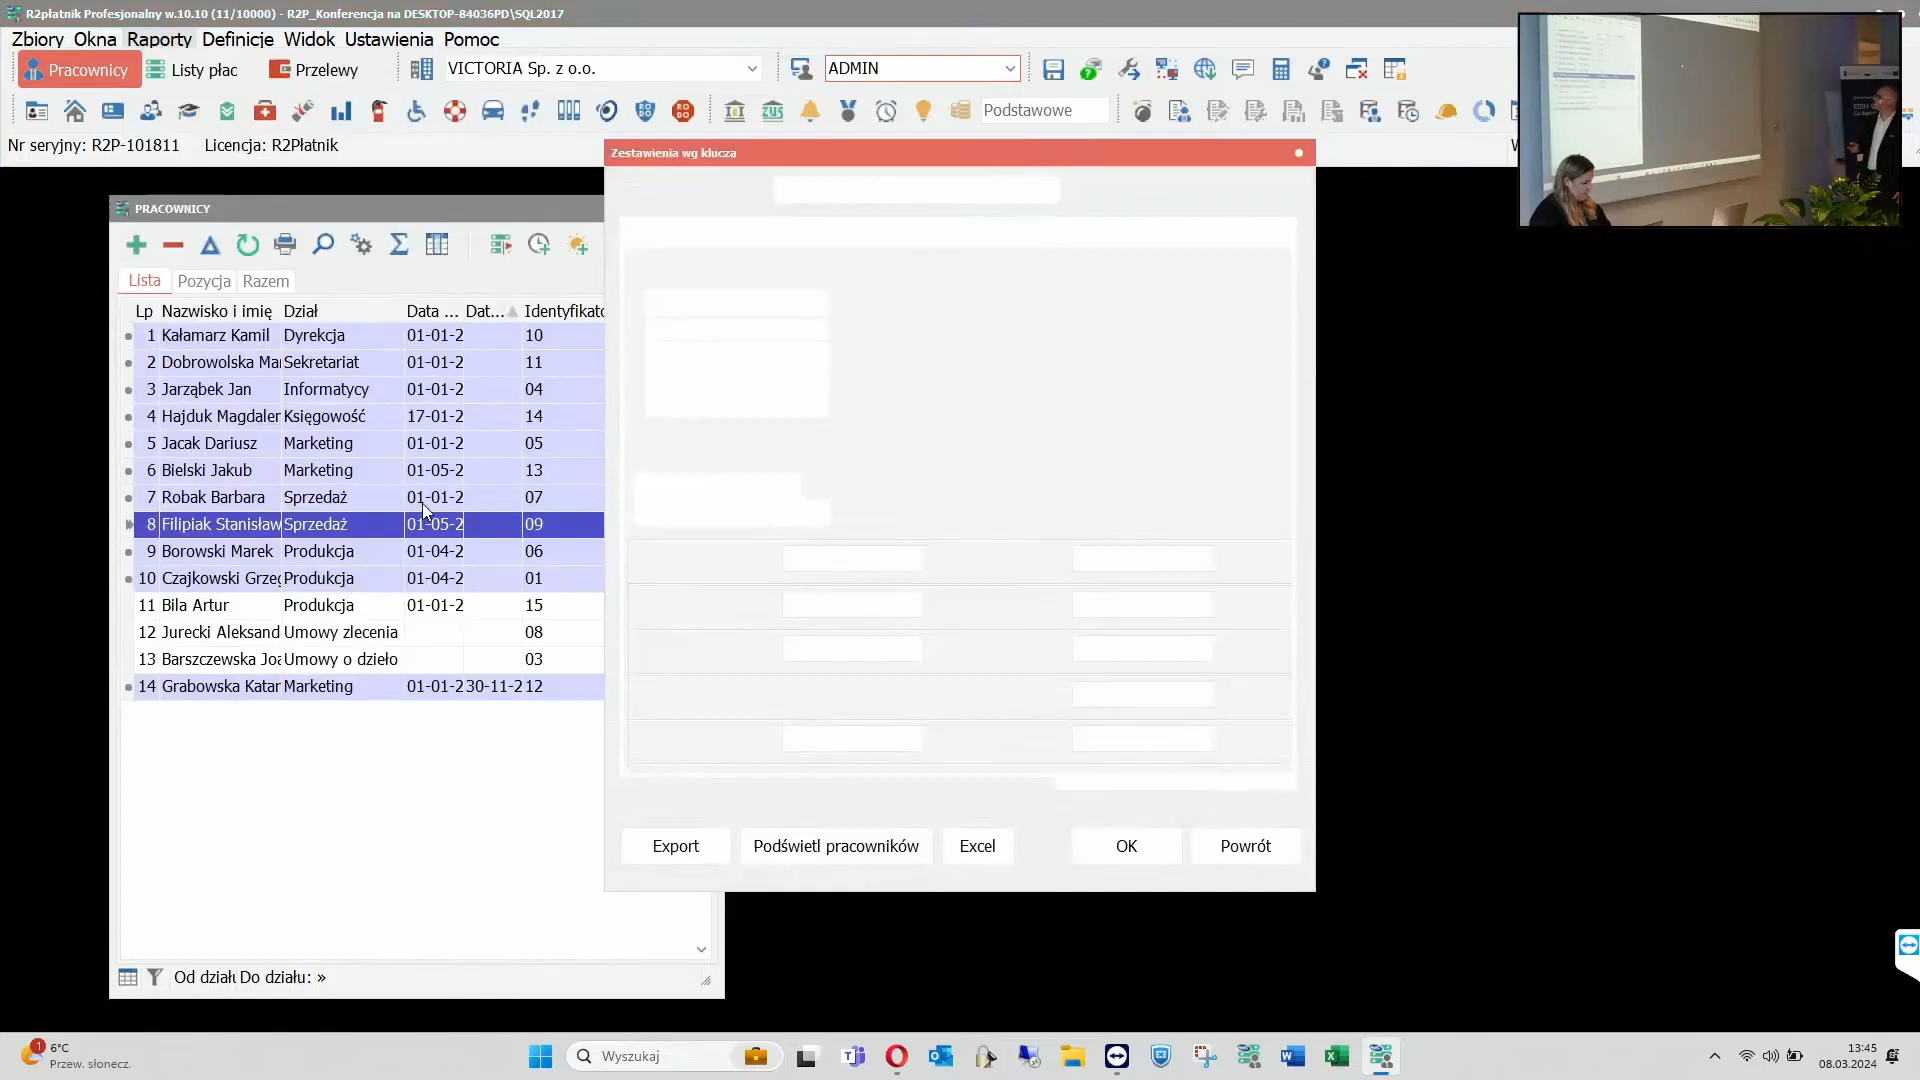 R2płatnik Profesjonalny w.10.10 (11/10000) - R2P_Konferencja na DESKTOP-84036PD\SQL2017
Zbiory Okna Raporty Definicje Widok Ustawienia Pomoc
Pracownicy Listy płac Przelewy VICTORIA Sp. z o.o. ADMIN
Podstawowe
Nr seryjny: R2P-101811 Licencja: R2Płatnik
Zestawienia wg klucza
PRACOWNICY
Lista Pozycja Razem
Lp Nazwisko i imię Dział Data ... Dat... Identyfikato
1 Kałamarz Kamil Dyrekcja 01-01-2 10
2 Dobrowolska Ma Sekretariat 01-01-2 11
3 Jarząbek Jan Informatycy 01-01-2 04
4 Hajduk Magdaler Księgowość 17-01-2 14
5 Jacak Dariusz Marketing 01-01-2 05
6 Bielski Jakub Marketing 01-05-2 13
7 Robak Barbara Sprzedaż 01-01-2 07
8 Filipiak Stanisław Sprzedaż 01-05-2 09
9 Borowski Marek Produkcja 01-04-2 06
10 Czajkowski Grze Produkcja 01-04-2 01
11 Bila Artur Produkcja 01-01-2 15
12 Jurecki Aleksand Umowy zlecenia 08
13 Barszczewska Jo Umowy o dzieło 03
14 Grabowska Katar Marketing 01-01-2 30-11-2 12
Export Podświetl pracowników Excel OK Powrót
Od dział Do działu: »
1 6°C
Przew. słonecz.
Wyszukaj
13:45
08.03.2024